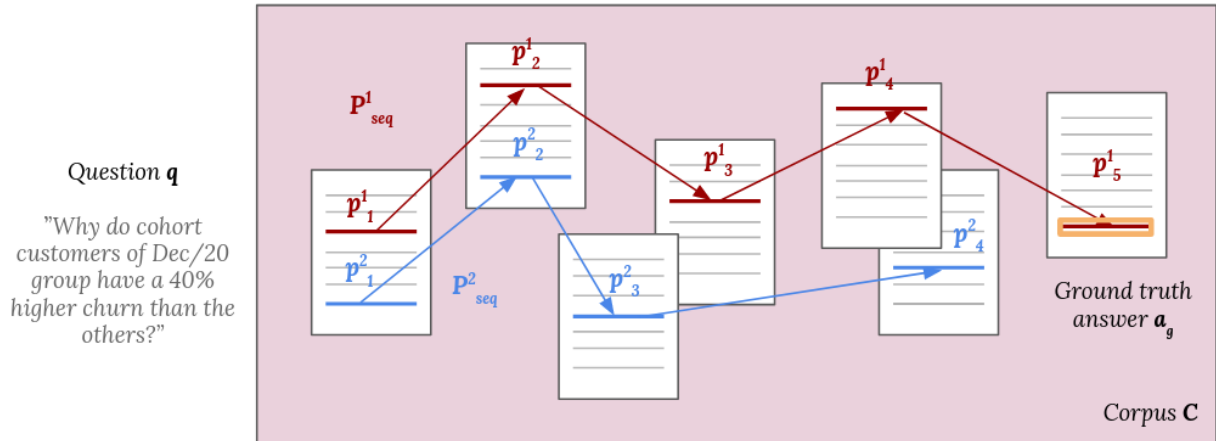 Question q
”Why do cohort
customers of Dec/20
group have a 40%
higher churn than the
others?”
P¹seq
P²seq
p¹1
p²1
p¹2
p²2
p¹3
p²3
p¹4
p²4
p¹5
Ground truth
answer ag
Corpus C